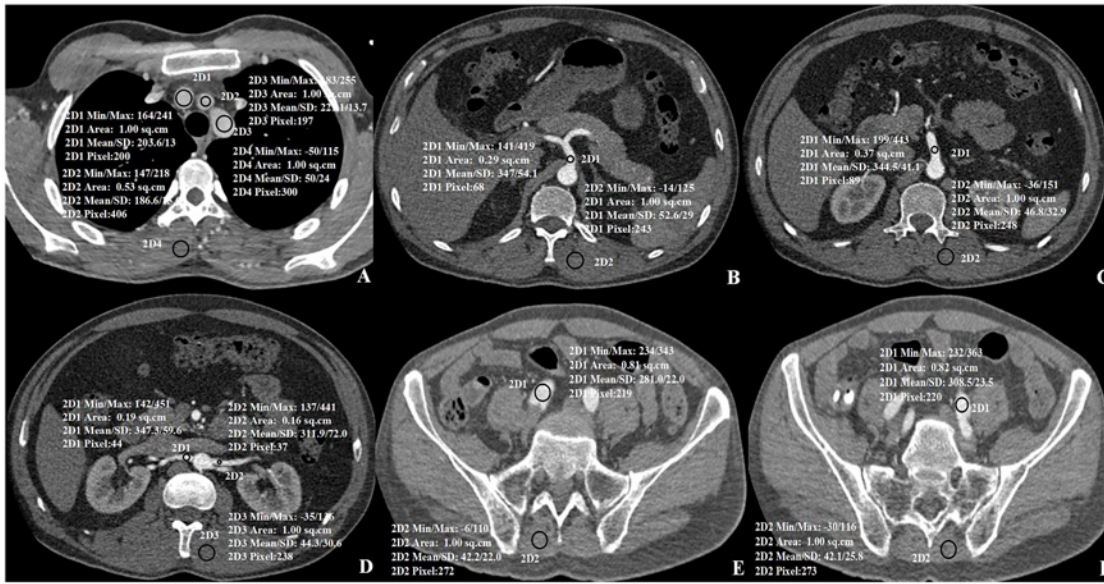 2D1
2D2
2D3
2D4
2D1 Min/Max: 164/241
2D1 Area: 1.00 sq.cm
2D1 Mean/SD: 203.6/13
2D1 Pixel:200
2D2 Min/Max: 147/218
2D2 Area: 0.53 sq.cm
2D2 Mean/SD: 186.6/
2D2 Pixel:406
2D3 Min/Max: 183/255
2D3 Area: 1.00 sq.cm
2D3 Mean/SD: /13.7
2D3 Pixel:197
2D4 Min/Max: -50/115
2D4 Area: 1.00 sq.cm
2D4 Mean/SD: 50/24
2D4 Pixel:300
A
2D1 Min/Max: 141/419
2D1 Area: 0.29 sq.cm
2D1 Mean/SD: 347/54.1
2D1 Pixel:68
2D1
2D2 Min/Max: -14/125
2D2 Area: 1.00 sq.cm
2D1 Mean/SD: 52.6/29
2D1 Pixel:243
2D2
B
2D1 Min/Max: 199/443
2D1 Area: 0.37 sq.cm
2D1 Mean/SD: 344.5/41.1
2D1 Pixel:89
2D1
2D2 Min/Max: -36/151
2D2 Area: 1.00 sq.cm
2D2 Mean/SD: 46.8/32.9
2D2 Pixel:248
2D2
C
2D1 Min/Max: 142/451
2D1 Area: 0.19 sq.cm
2D1 Mean/SD: 347.3/59.6
2D1 Pixel:44
2D2 Min/Max: 137/441
2D2 Area: 0.16 sq.cm
2D2 Mean/SD: 311.9/72.0
2D2 Pixel:37
2D1
2D2
2D3 Min/Max: -35/
2D3 Area: 1.00 sq.cm
2D3 Mean/SD: 44.3/30.6
2D3 Pixel:238
2D3
D
2D1 Min/Max: 234/343
2D1 Area: 0.81 sq.cm
2D1 Mean/SD: 281.0/22.0
2D1 Pixel:219
2D1
2D2 Min/Max: -6/110
2D2 Area: 1.00 sq.cm
2D2 Mean/SD: 42.2/22.0
2D2 Pixel:272
2D2
E
2D1 Min/Max: 232/363
2D1 Area: 0.82 sq.cm
2D1 Mean/SD: 308.5/23.5
2D1 Pixel:220
2D1
2D2 Min/Max: -30/116
2D2 Area: 1.00 sq.cm
2D2 Mean/SD: 42.1/25.8
2D2 Pixel:273
2D2